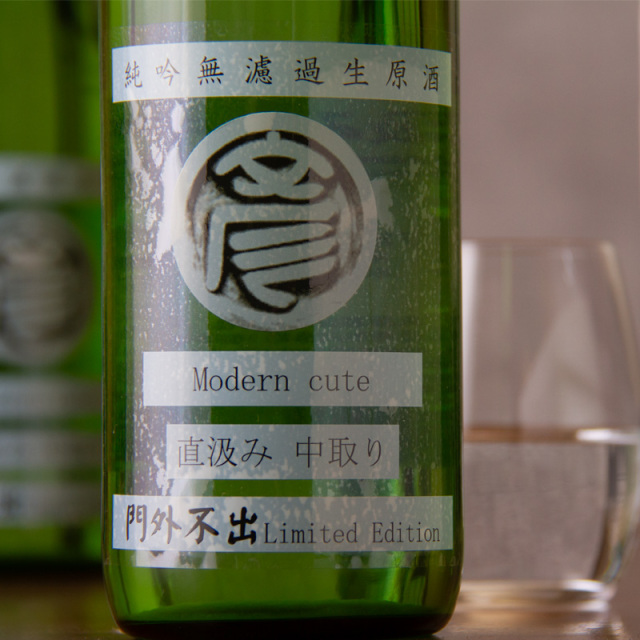 純吟無濾過生原酒
Modern cute
直汲み 中取り
門外不出Limited Edition